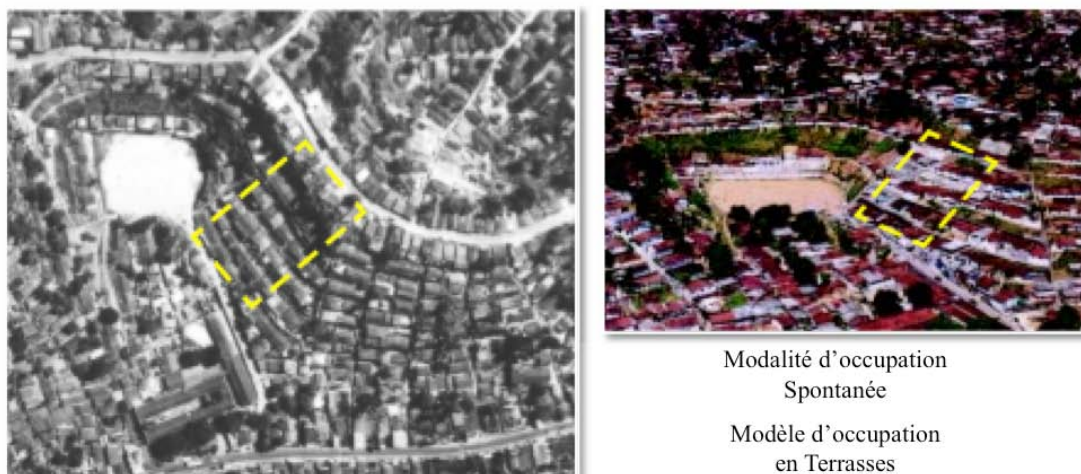 Modalité d’occupation
Spontanée
Modèle d’occupation
en Terrasses